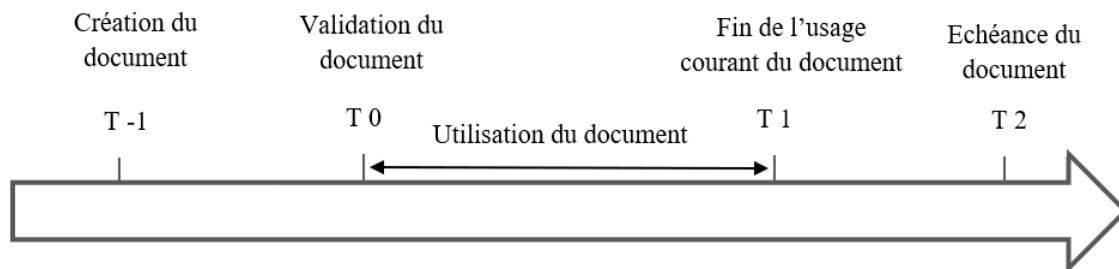 Création du
document
Validation du
document
Fin de l’usage
courant du document
Echéance du
document
T -1
T 0
Utilisation du document
T 1
T 2